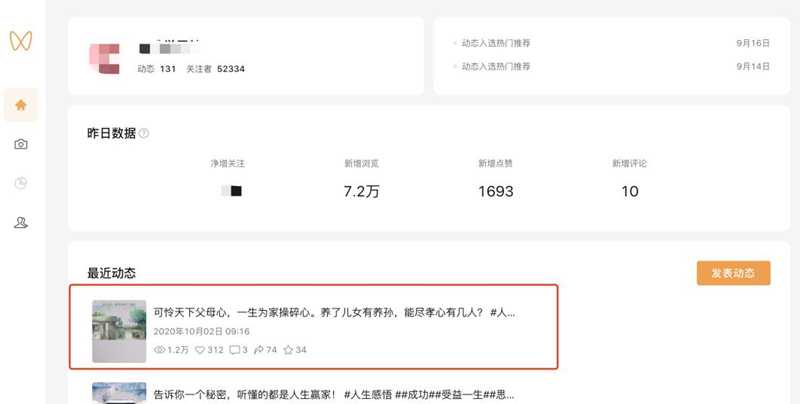 动态 131 关注者 52334
动态入选热门推荐 9月16日
动态入选热门推荐 9月14日
昨日数据
净增关注 新增浏览 新增点赞 新增评论
7.2万 1693 10
最近动态 发表动态
可怜天下父母心，一生为家操碎心。养了儿女有养孙，能尽孝心有几人？ #人...
2020年10月02日 09:16
1.2万 312 3 74 34
告诉你一个秘密，听懂的都是人生赢家！ #人生感悟 ##成功##受益一生##思...